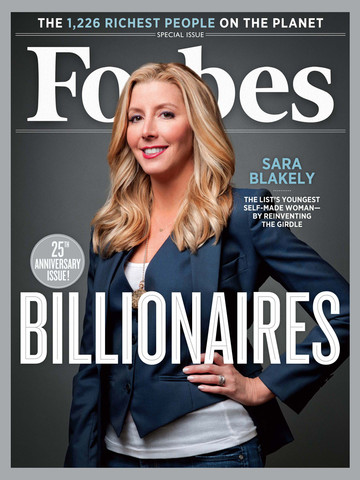 THE 1,226 RICHEST PEOPLE ON THE PLANET
SPECIAL ISSUE
Forbes
SARA
BLAKELY
THE LIST'S YOUNGEST
SELF-MADE WOMAN—
BY REINVENTING
THE GIRDLE
25TH
ANNIVERSARY
ISSUE!
BILLIONAIRES